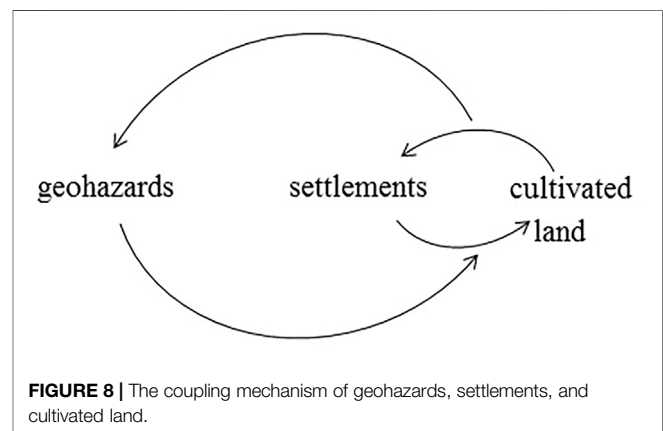 geohazards settlements cultivated
land
FIGURE 8 | The coupling mechanism of geohazards, settlements, and
cultivated land.